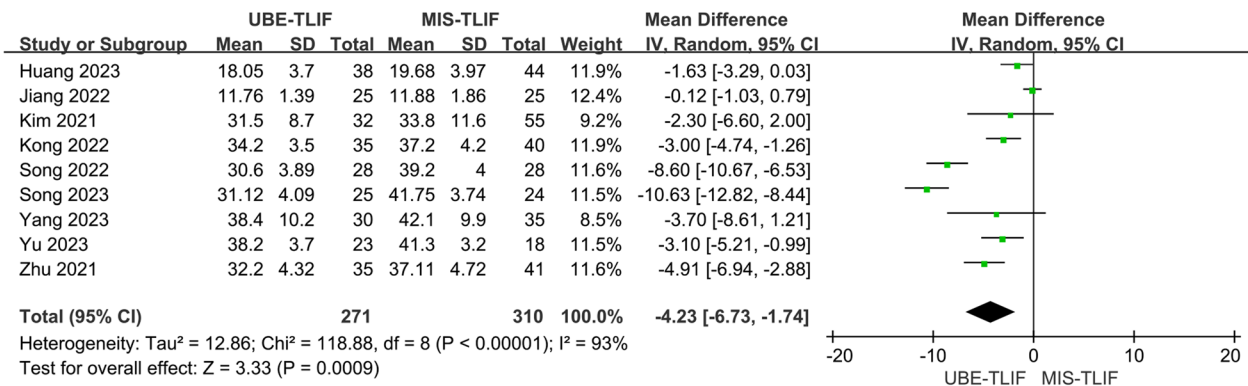 UBE-TLIF MIS-TLIF Mean Difference Mean Difference
Study or Subgroup Mean SD Total Mean SD Total Weight IV, Random, 95% CI IV, Random, 95% CI
Huang 2023 18.05 3.7 38 19.68 3.97 44 11.9% -1.63 [-3.29, 0.03]
Jiang 2022 11.76 1.39 25 11.88 1.86 25 12.4% -0.12 [-1.03, 0.79]
Kim 2021 31.5 8.7 32 33.8 11.6 55 9.2% -2.30 [-6.60, 2.00]
Kong 2022 34.2 3.5 35 37.2 4.2 40 11.9% -3.00 [-4.74, -1.26]
Song 2022 30.6 3.89 28 39.2 4 28 11.6% -8.60 [-10.67, -6.53]
Song 2023 31.12 4.09 25 41.75 3.74 24 11.5% -10.63 [-12.82, -8.44]
Yang 2023 38.4 10.2 30 42.1 9.9 35 8.5% -3.70 [-8.61, 1.21]
Yu 2023 38.2 3.7 23 41.3 3.2 18 11.5% -3.10 [-5.21, -0.99]
Zhu 2021 32.2 4.32 35 37.11 4.72 41 11.6% -4.91 [-6.94, -2.88]
Total (95% CI) 271 310 100.0% -4.23 [-6.73, -1.74]
Heterogeneity: Tau² = 12.86; Chi² = 118.88, df = 8 (P < 0.00001); I² = 93%
Test for overall effect: Z = 3.33 (P = 0.0009)
-20 -10 0 10 20
UBE-TLIF MIS-TLIF